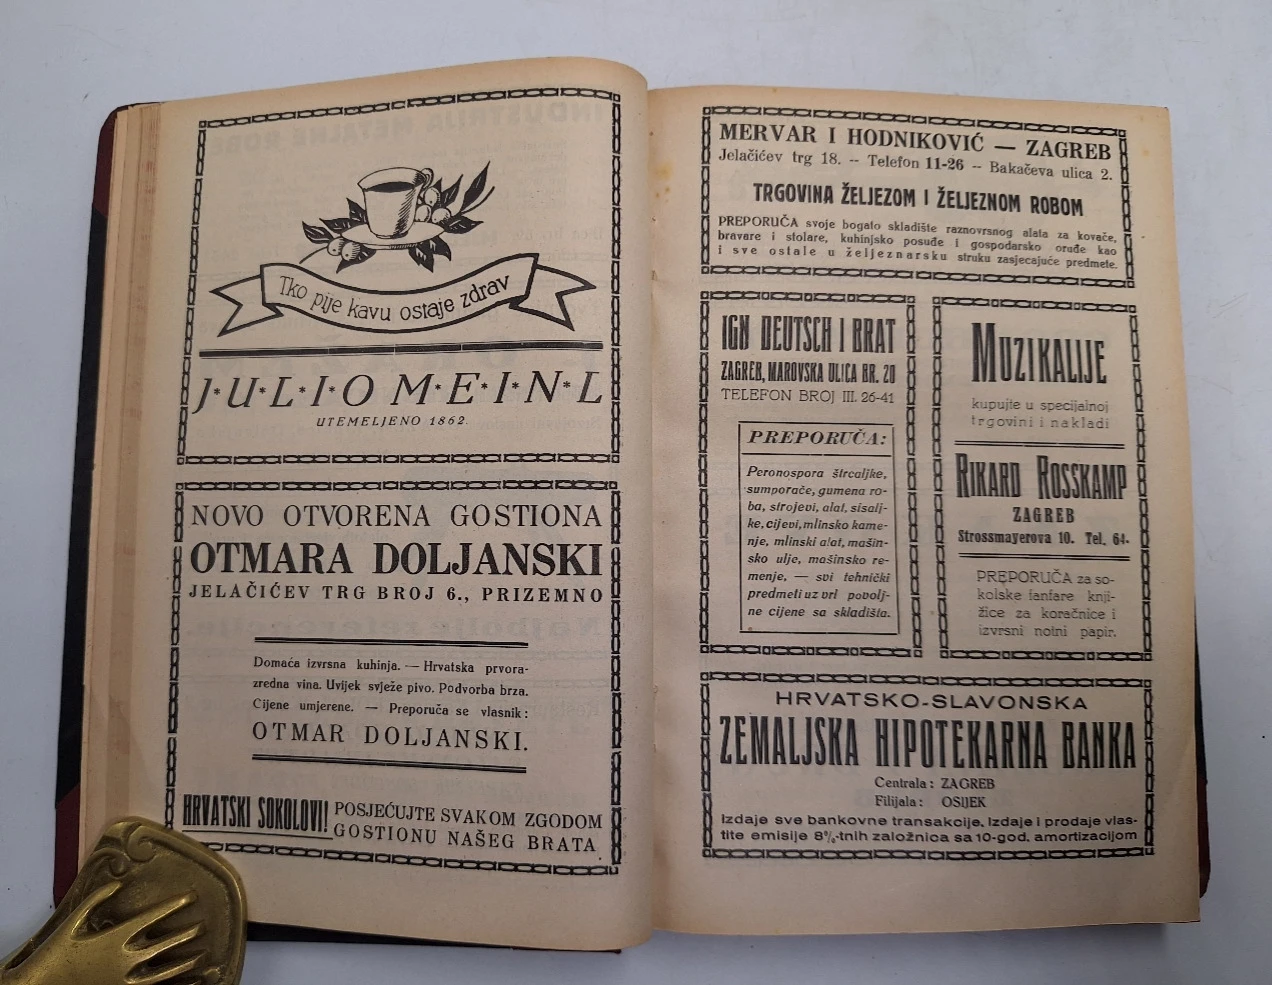 Tko pije kavu ostaje zdrav
J*U*L*I*O M*E*I*N*L
UTEMELJENO 1862.
NOVO OTVORENA GOSTIONA
OTMARA DOLJANSKI
JELAČIĆEV TRG BROJ 6., PRIZEMNO
Domaća izvrsna kuhinja. — Hrvatska prvora-
zredna vina. Uvijek svježe pivo. Podvorba brza.
Cijene umjerene. — Preporuča se vlasnik:
OTMAR DOLJANSKI.
HRVATSKI SOKOLOVI! POSJEĆUJTE SVAKOM ZGODOM
GOSTIONU NAŠEG BRATA
MERVAR I HODNIKOVIĆ — ZAGREB
Jelačićev trg 18. -- Telefon 11-26 -- Bakačeva ulica 2.
TRGOVINA ŽELJEZOM I ŽELJEZNOM ROBOM
PREPORUČA svoje bogato skladište raznovrsnog alata za kovače,
bravare i stolare, kuhinjsko posuđe i gospodarsko oruđe kao
i sve ostale u željeznarsku struku zasjecajuće predmete.
IGN DEUTSCH I BRAT
ZAGREB, MAROVSKA ULICA BR. 20
TELEFON BROJ III. 26-41
PREPORUČA:
Peronospora štrcaljke,
sumporače, gumena ro-
ba, strojevi, alat, sisalj-
ke, cijevi, mlinsko kame-
nje, mlinski alat, mašin-
sko ulje, mašinsko re-
menje, — svi tehnički
predmeti uz vrl povolj-
ne cijene sa skladišta.
MUZIKALIJE
kupujte u specijalnoj
trgovini i nakladi
RIKARD ROSSKAMP
ZAGREB
Strossmayerova 10. Tel. 64-
PREPORUČA za so-
kolske fanfare knji-
žice za koračnice i
izvrsni notni papir.
HRVATSKO-SLAVONSKA
ZEMALJSKA HIPOTEKARNA BANKA
Centrala: ZAGREB
Filijala: OSIJEK
Izdaje sve bankovne transakcije, izdaje i prodaje vlas-
tite emisije 8%-tnih založnica sa 10-god. amortizacijom